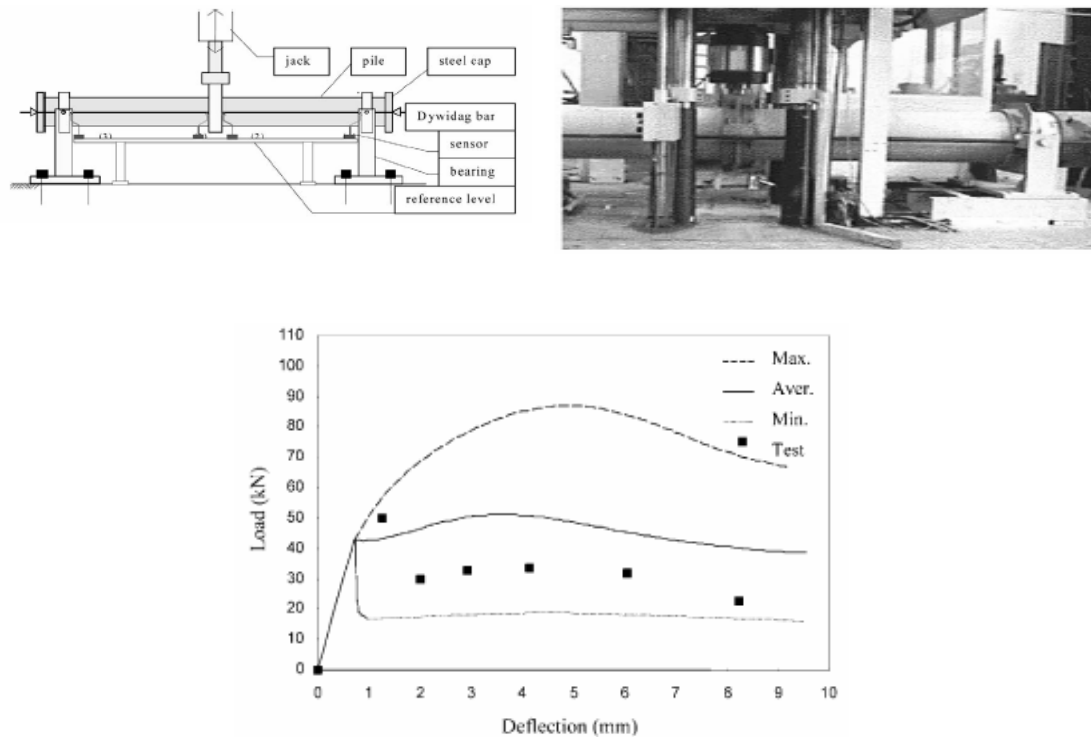 jack
pile
steel cap
Dywidag bar
(3)
(2)
sensor
bearing
reference level
110
100
90
80
70
60
50
40
30
20
10
0
Load (kN)
Max.
Aver.
Min.
Test
0 1 2 3 4 5 6 7 8 9 10
Deflection (mm)